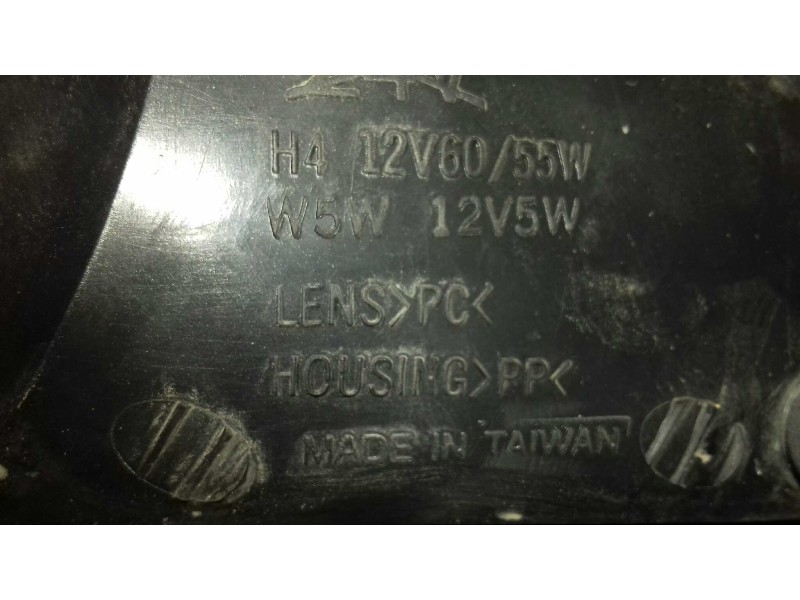 H4 12V60/55W
W5W 12V5W
LENS>PC<
HOUSING>PP<
MADE IN TAIWAN